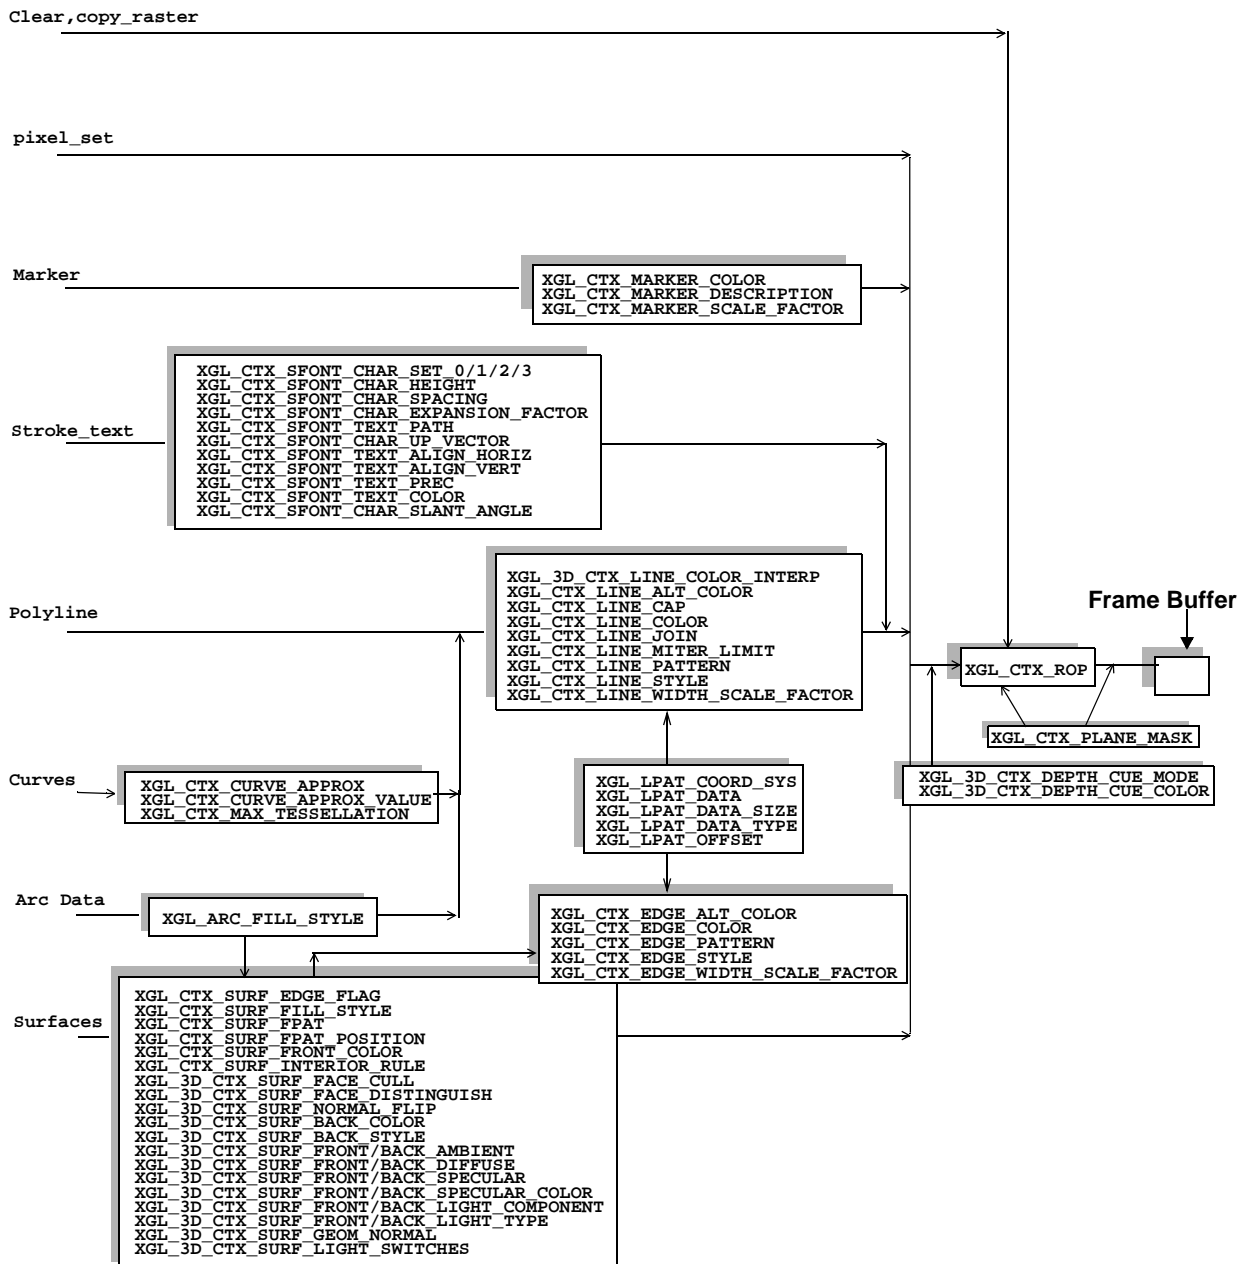 Clear,copy_raster
pixel_set
Marker
XGL_CTX_MARKER_COLOR
XGL_CTX_MARKER_DESCRIPTION
XGL_CTX_MARKER_SCALE_FACTOR
Stroke_text
XGL_CTX_SFONT_CHAR_SET_0/1/2/3
XGL_CTX_SFONT_CHAR_HEIGHT
XGL_CTX_SFONT_CHAR_SPACING
XGL_CTX_SFONT_CHAR_EXPANSION_FACTOR
XGL_CTX_SFONT_TEXT_PATH
XGL_CTX_SFONT_CHAR_UP_VECTOR
XGL_CTX_SFONT_TEXT_ALIGN_HORIZ
XGL_CTX_SFONT_TEXT_ALIGN_VERT
XGL_CTX_SFONT_TEXT_PREC
XGL_CTX_SFONT_TEXT_COLOR
XGL_CTX_SFONT_CHAR_SLANT_ANGLE
Polyline
XGL_3D_CTX_LINE_COLOR_INTERP
XGL_CTX_LINE_ALT_COLOR
XGL_CTX_LINE_CAP
XGL_CTX_LINE_COLOR
XGL_CTX_LINE_JOIN
XGL_CTX_LINE_MITER_LIMIT
XGL_CTX_LINE_PATTERN
XGL_CTX_LINE_STYLE
XGL_CTX_LINE_WIDTH_SCALE_FACTOR
Frame Buffer
XGL_CTX_ROP
XGL_CTX_PLANE_MASK
XGL_3D_CTX_DEPTH_CUE_MODE
XGL_3D_CTX_DEPTH_CUE_COLOR
Curves
XGL_CTX_CURVE_APPROX
XGL_CTX_CURVE_APPROX_VALUE
XGL_CTX_MAX_TESSELLATION
XGL_LPAT_COORD_SYS
XGL_LPAT_DATA
XGL_LPAT_DATA_SIZE
XGL_LPAT_DATA_TYPE
XGL_LPAT_OFFSET
Arc Data
XGL_ARC_FILL_STYLE
XGL_CTX_EDGE_ALT_COLOR
XGL_CTX_EDGE_COLOR
XGL_CTX_EDGE_PATTERN
XGL_CTX_EDGE_STYLE
XGL_CTX_EDGE_WIDTH_SCALE_FACTOR
Surfaces
XGL_CTX_SURF_EDGE_FLAG
XGL_CTX_SURF_FILL_STYLE
XGL_CTX_SURF_FPAT
XGL_CTX_SURF_FPAT_POSITION
XGL_CTX_SURF_FRONT_COLOR
XGL_CTX_SURF_INTERIOR_RULE
XGL_3D_CTX_SURF_FACE_CULL
XGL_3D_CTX_SURF_FACE_DISTINGUISH
XGL_3D_CTX_SURF_NORMAL_FLIP
XGL_3D_CTX_SURF_BACK_COLOR
XGL_3D_CTX_SURF_BACK_STYLE
XGL_3D_CTX_SURF_FRONT/BACK_AMBIENT
XGL_3D_CTX_SURF_FRONT/BACK_DIFFUSE
XGL_3D_CTX_SURF_FRONT/BACK_SPECULAR
XGL_3D_CTX_SURF_FRONT/BACK_SPECULAR_COLOR
XGL_3D_CTX_SURF_FRONT/BACK_LIGHT_COMPONENT
XGL_3D_CTX_SURF_FRONT/BACK_LIGHT_TYPE
XGL_3D_CTX_SURF_GEOM_NORMAL
XGL_3D_CTX_SURF_LIGHT_SWITCHES